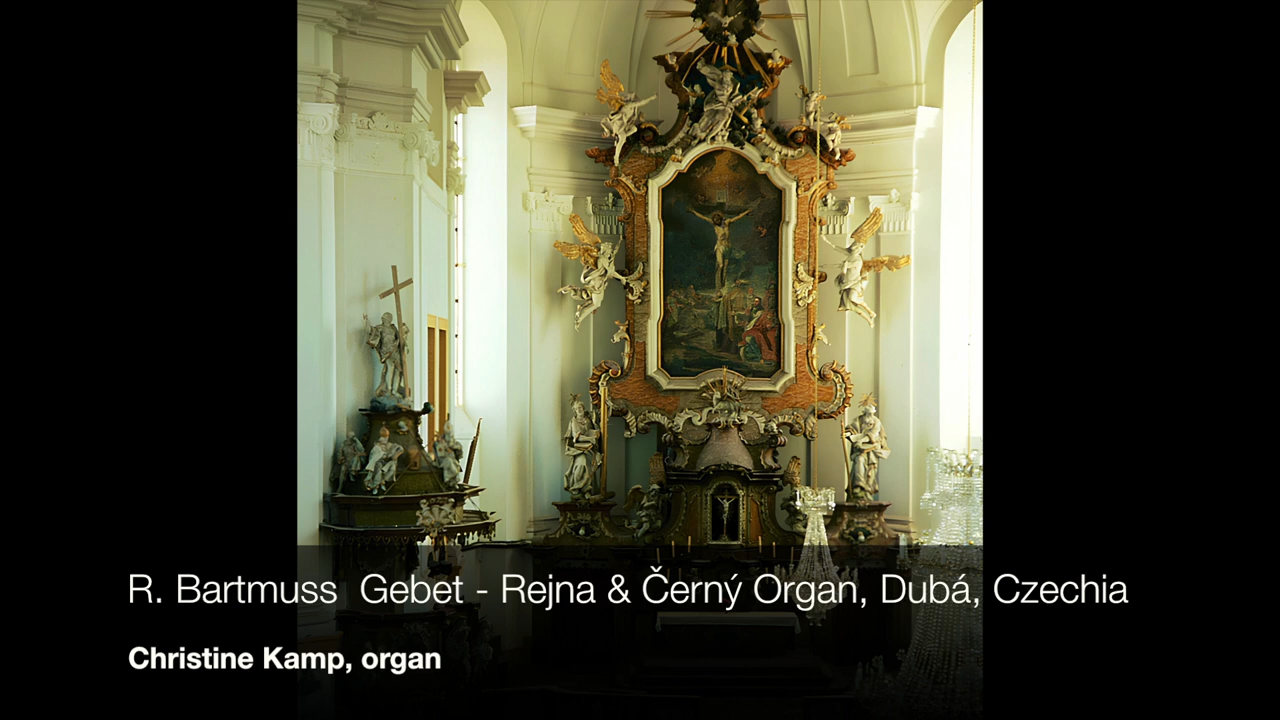 R. Bartmuss  Gebet - Rejna & Černý Organ, Dubá, Czechia
Christine Kamp, organ